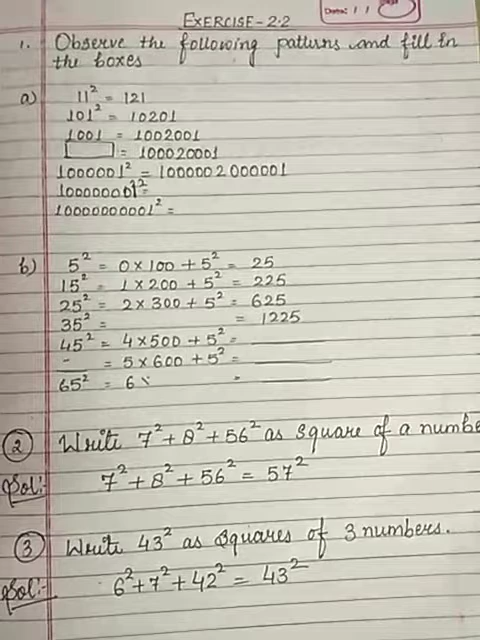 Date: 11
EXERCISE-2.2
1. Observe the following patterns and fill in
the boxes
a) 11² = 121
101² = 10201
1001 = 1002001
= 100020001
1000001² = 1000002000001
²=
10000000001² =
b) 5² = 0×100 + 5² = 25
15² = 1×200 + 5² = 225
25² = 2×300 + 5² = 625
35² = = 1225
45² = 4×500 + 5² =
- = 5×600 + 5² =
65² = 6× =
2 Write 7² + 8² + 56² as square of a numbe
Sol:- 7² + 8² + 56² = 57²
3 Write 43² as squares of 3 numbers.
Sol:- 6² + 7² + 42² = 43²